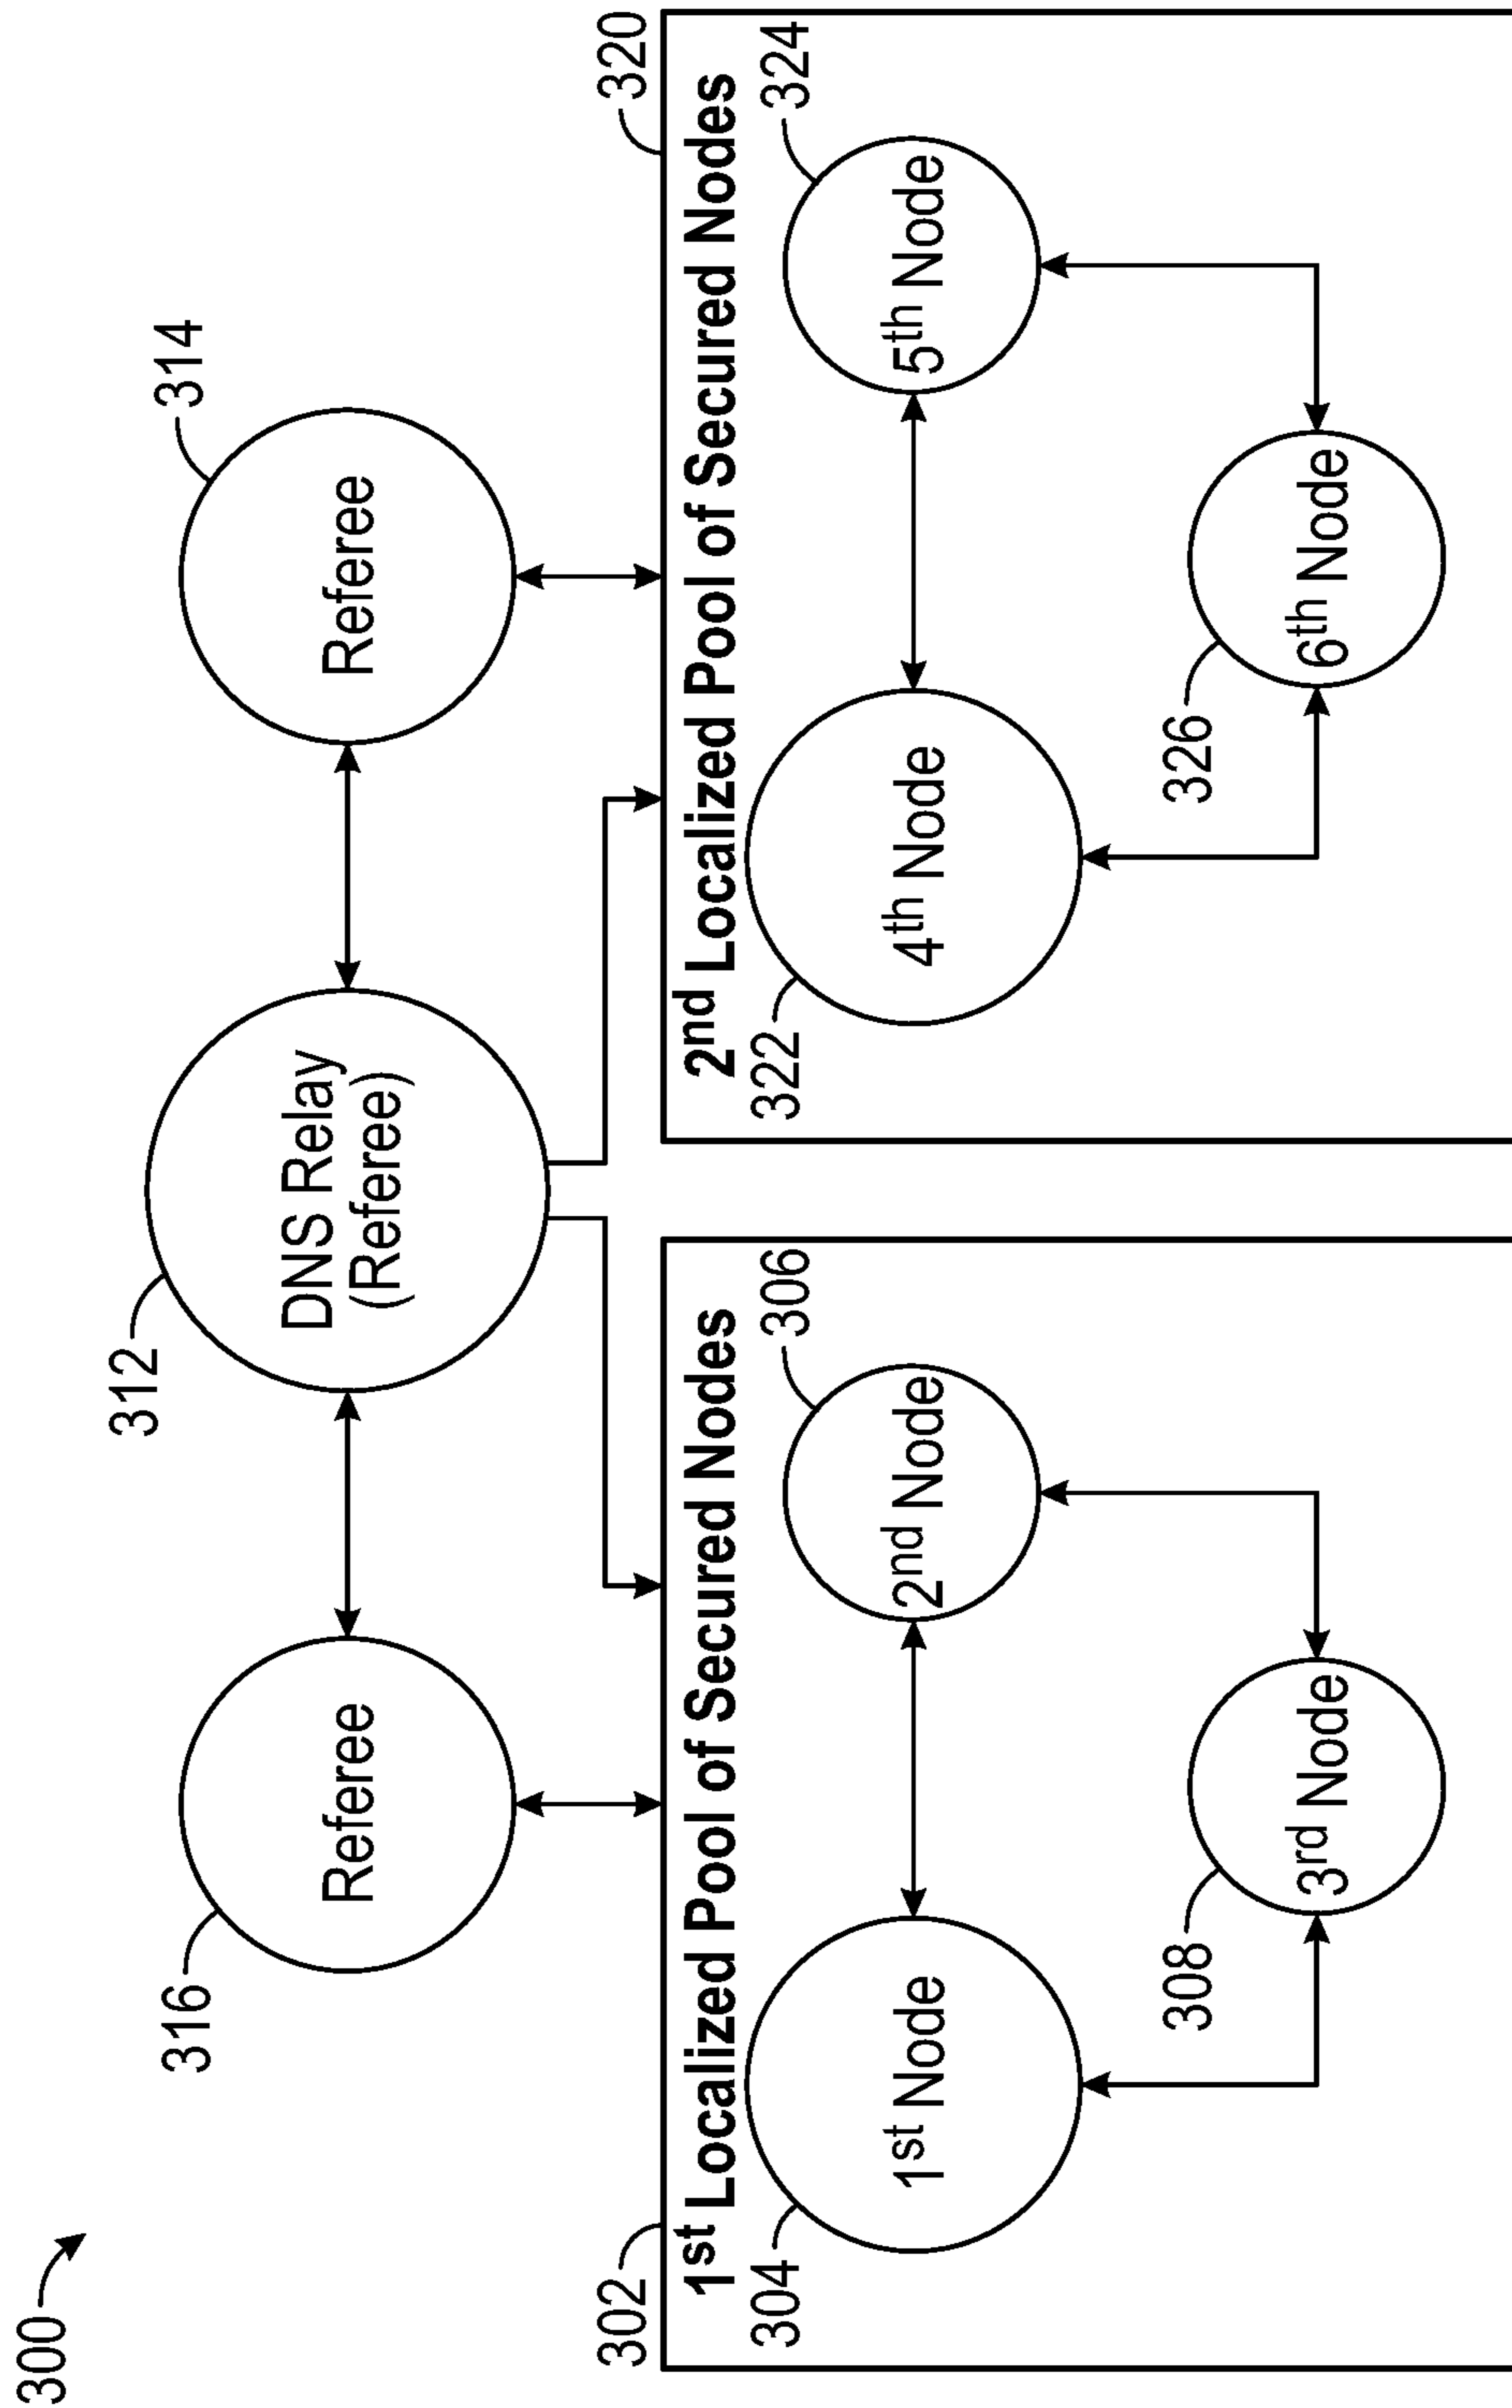 300
312
316
314
Referee
DNS Relay
(Referee)
Referee
302
320
1st Localized Pool of Secured Nodes
2nd Localized Pool of Secured Nodes
304
306
322
324
1st Node
2nd Node
4th Node
5th Node
308
326
3rd Node
6th Node